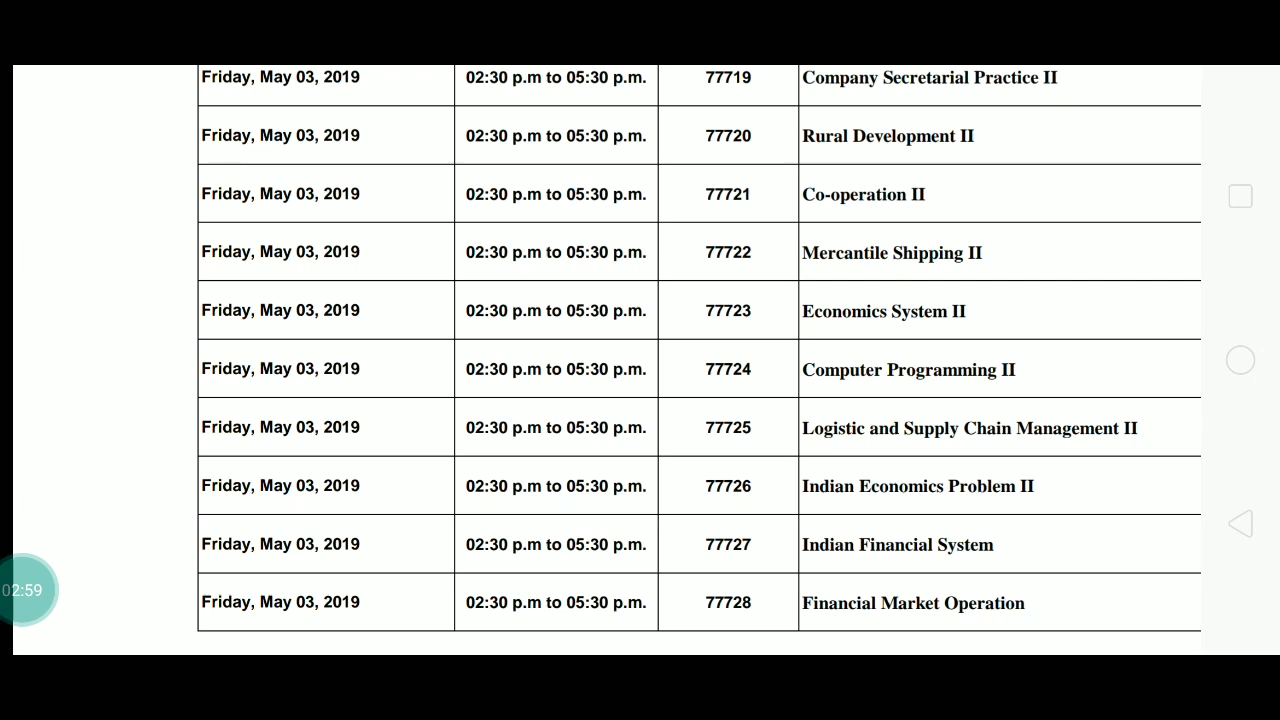 Friday, May 03, 2019 02:30 p.m to 05:30 p.m. 77719 Company Secretarial Practice II
Friday, May 03, 2019 02:30 p.m to 05:30 p.m. 77720 Rural Development II
Friday, May 03, 2019 02:30 p.m to 05:30 p.m. 77721 Co-operation II
Friday, May 03, 2019 02:30 p.m to 05:30 p.m. 77722 Mercantile Shipping II
Friday, May 03, 2019 02:30 p.m to 05:30 p.m. 77723 Economics System II
Friday, May 03, 2019 02:30 p.m to 05:30 p.m. 77724 Computer Programming II
Friday, May 03, 2019 02:30 p.m to 05:30 p.m. 77725 Logistic and Supply Chain Management II
Friday, May 03, 2019 02:30 p.m to 05:30 p.m. 77726 Indian Economics Problem II
Friday, May 03, 2019 02:30 p.m to 05:30 p.m. 77727 Indian Financial System
02:59
Friday, May 03, 2019 02:30 p.m to 05:30 p.m. 77728 Financial Market Operation